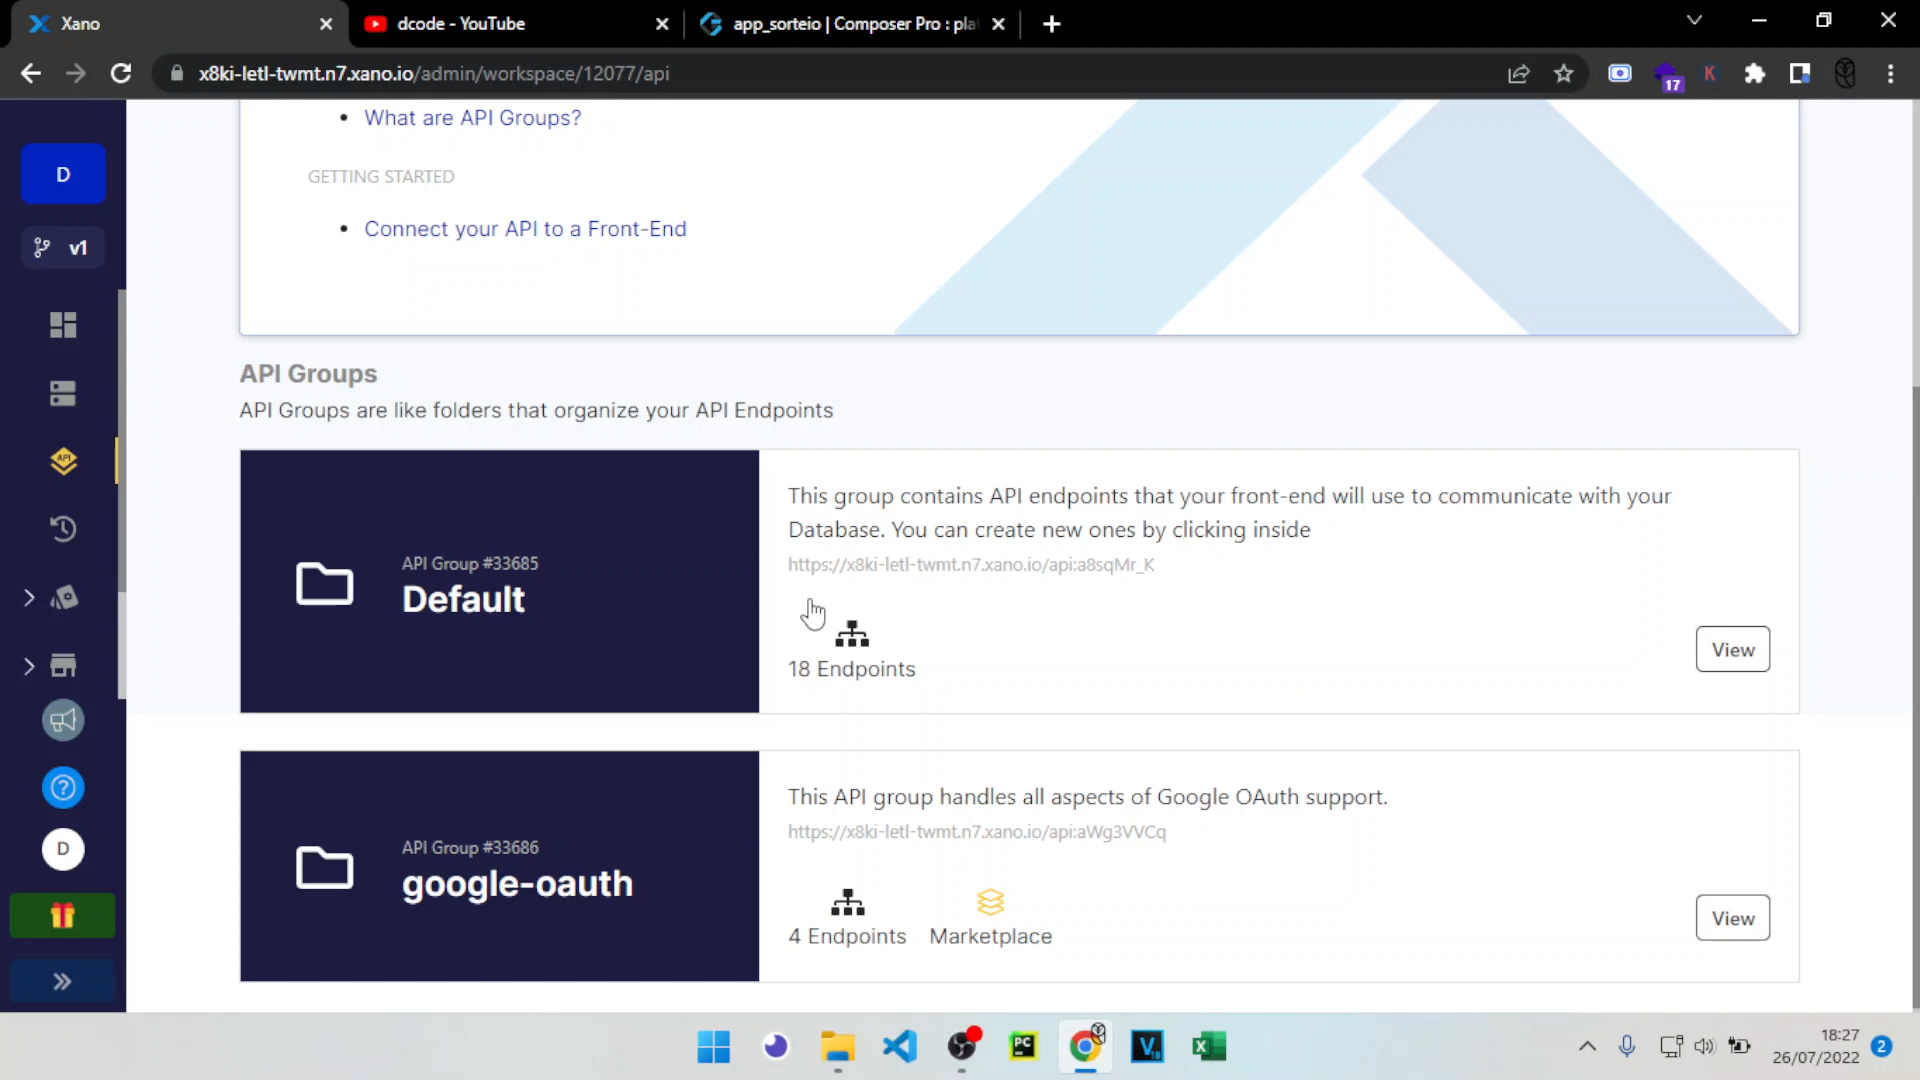 Xano
dcode - YouTube
app_sorteio | Composer Pro : pla
x8ki-letl-twmt.n7.xano.io/admin/workspace/12077/api
17
K
D
v1
API
D
What are API Groups?
GETTING STARTED
Connect your API to a Front-End
API Groups
API Groups are like folders that organize your API Endpoints
API Group #33685
Default
This group contains API endpoints that your front-end will use to communicate with your
Database. You can create new ones by clicking inside
https://x8ki-letl-twmt.n7.xano.io/api:a8sqMr_K
18 Endpoints
View
API Group #33686
google-oauth
This API group handles all aspects of Google OAuth support.
https://x8ki-letl-twmt.n7.xano.io/api:aWg3VVCq
4 Endpoints
Marketplace
View
PC
V
18
X
18:27
26/07/2022
2